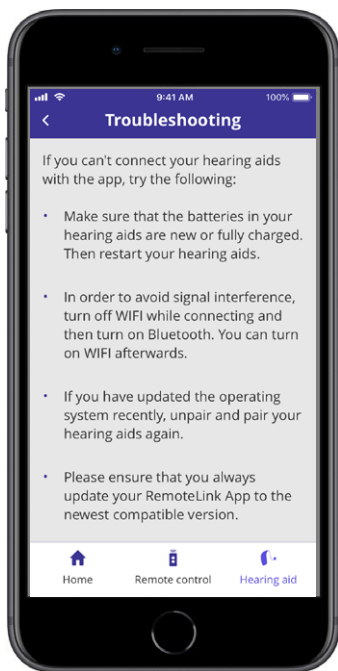 9:41 AM
100%
Troubleshooting
If you can't connect your hearing aids
with the app, try the following:
• Make sure that the batteries in your
hearing aids are new or fully charged.
Then restart your hearing aids.
• In order to avoid signal interference,
turn off WIFI while connecting and
then turn on Bluetooth. You can turn
on WIFI afterwards.
• If you have updated the operating
system recently, unpair and pair your
hearing aids again.
• Please ensure that you always
update your RemoteLink App to the
newest compatible version.
Home
Remote control
Hearing aid